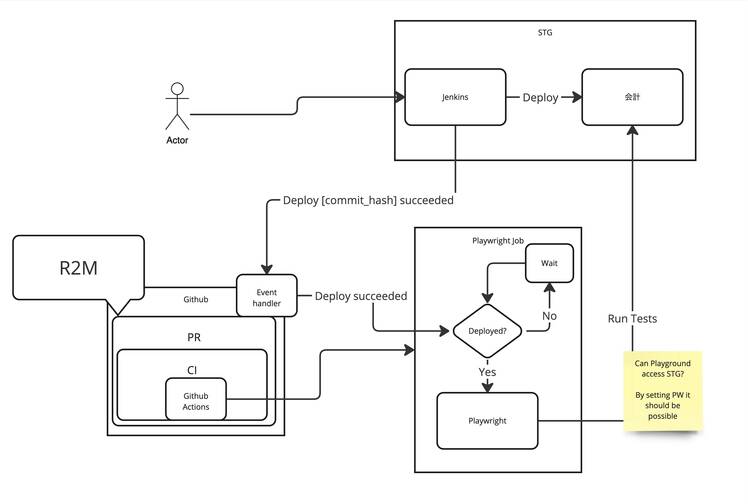 STG
Jenkins
Deploy
会計
Actor
Deploy [commit_hash] succeeded
R2M
Github
Event
handler
Deploy succeeded
Playwright Job
Wait
Deployed?
No
Yes
Run Tests
PR
CI
Github
Actions
Playwright
Can Playground
access STG?
By setting PW it
should be
possible